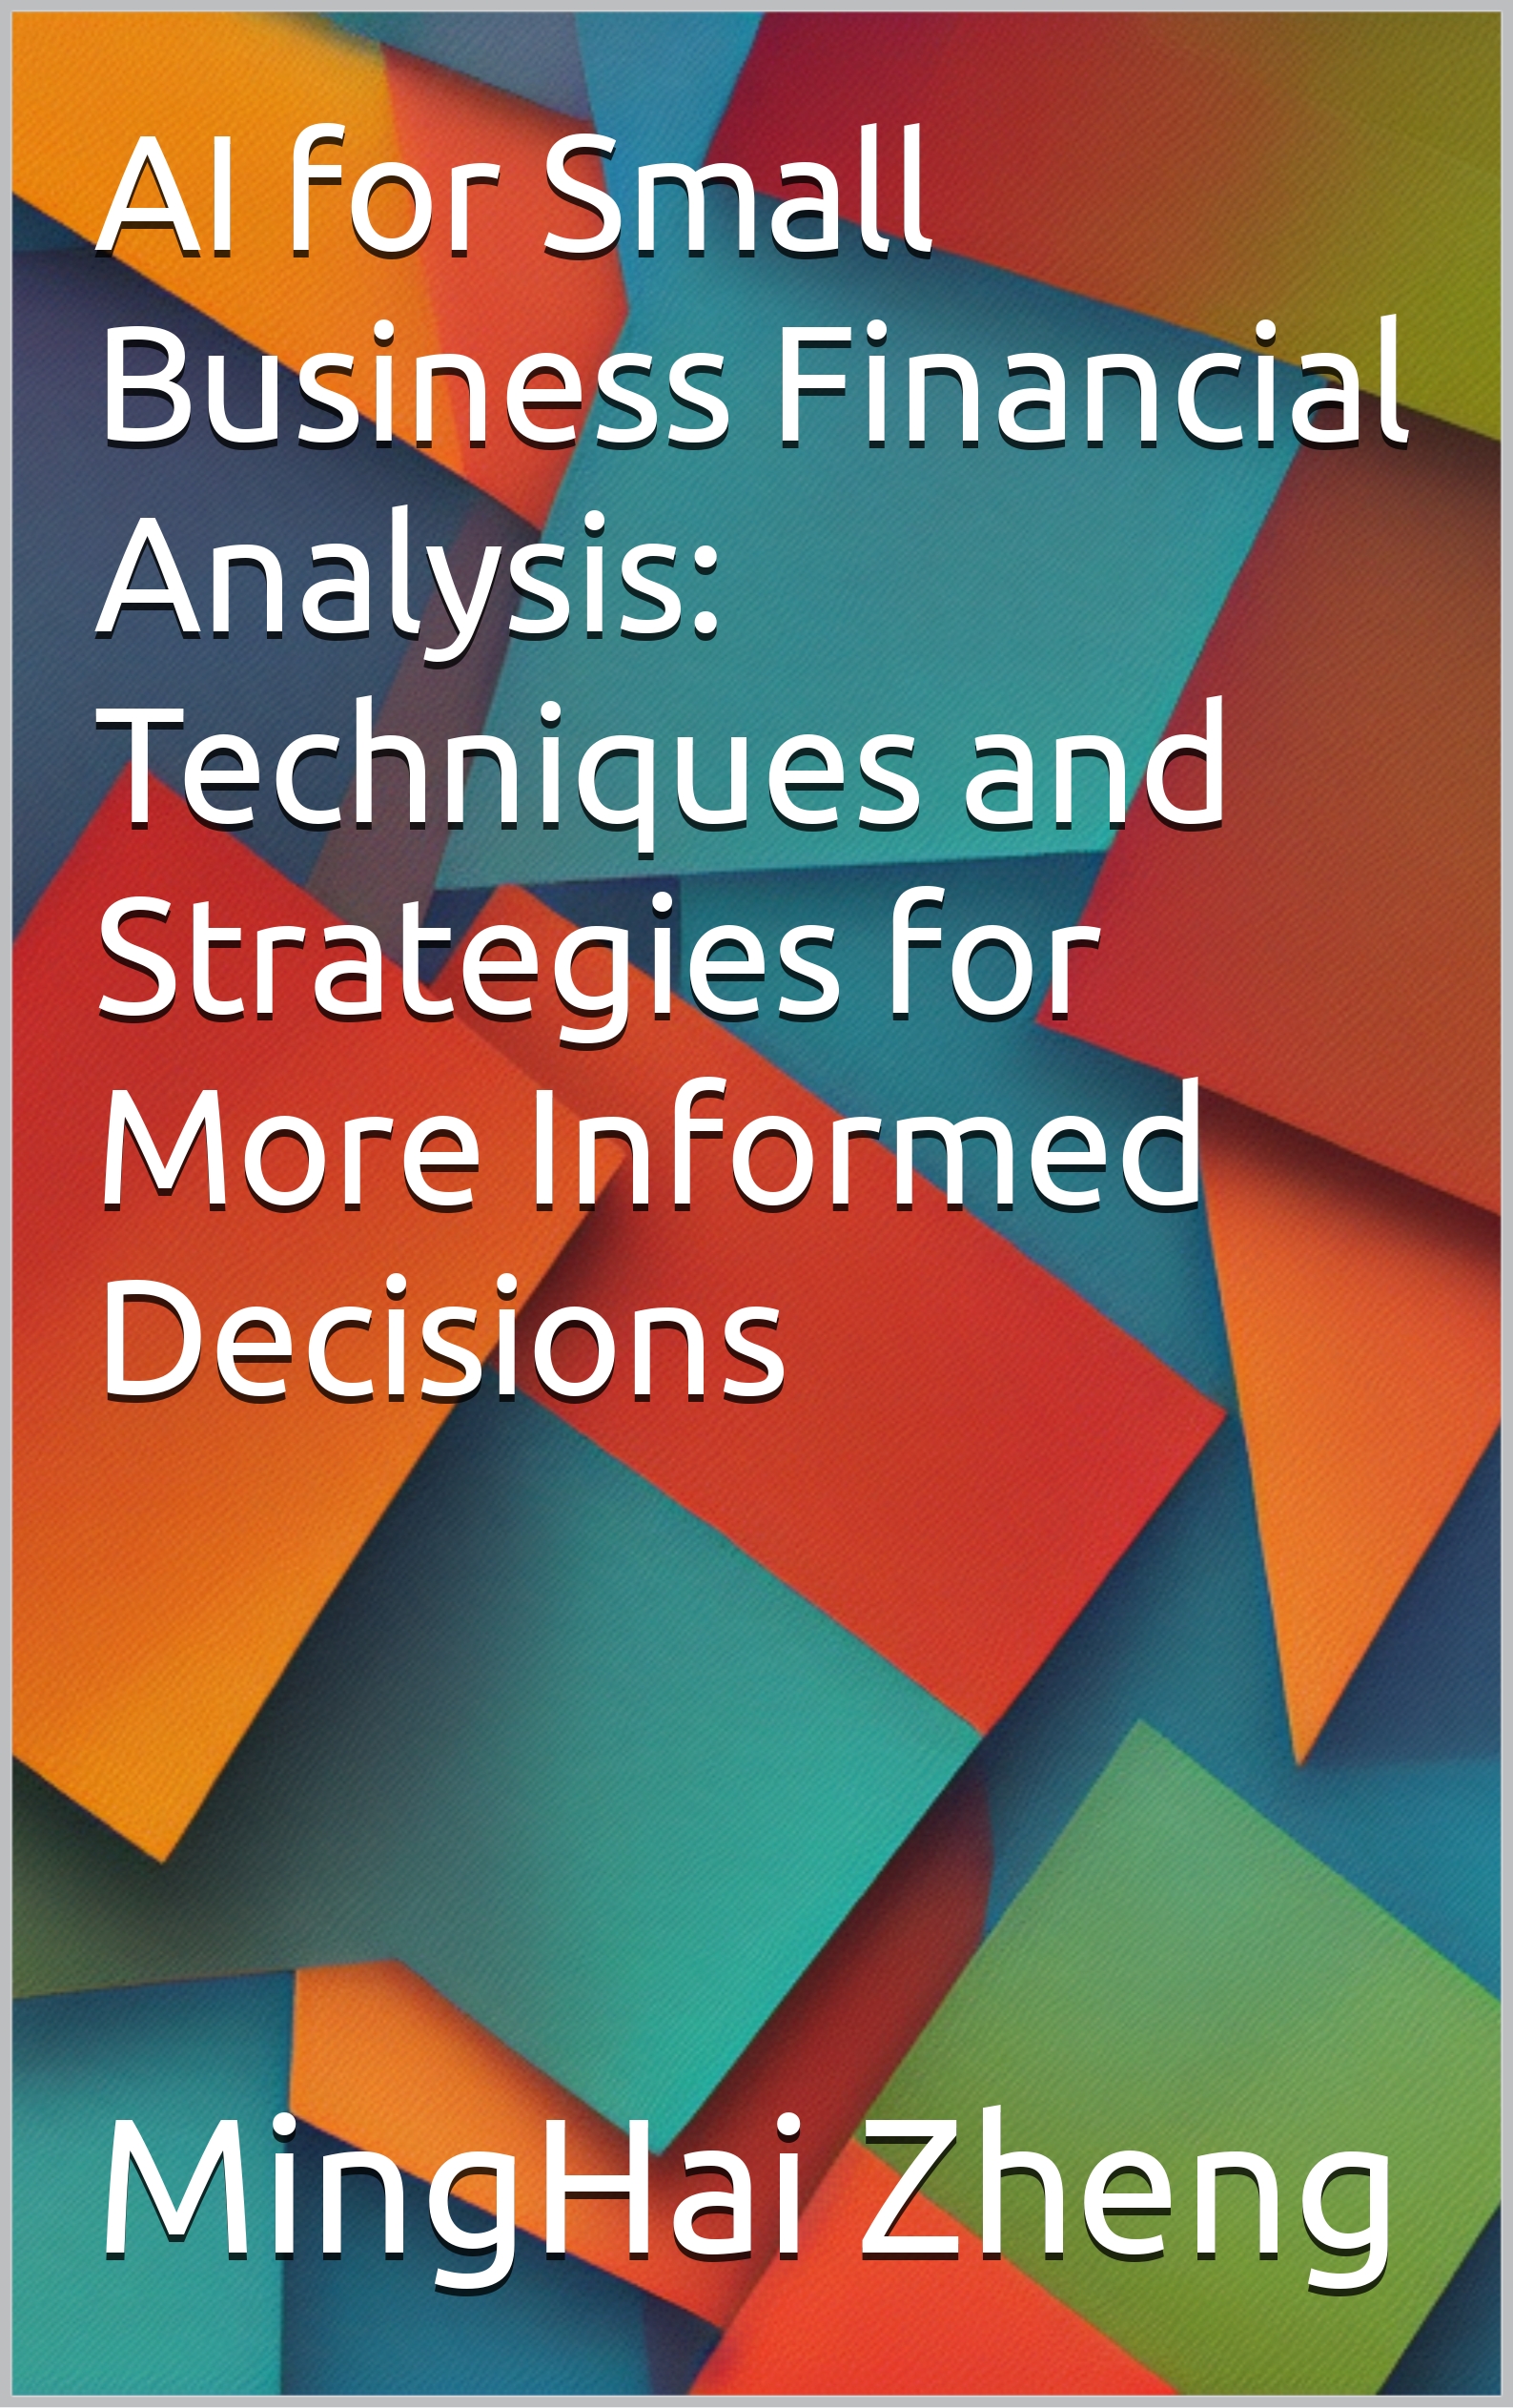 AI for Small
Business Financial
Analysis:
Techniques and
Strategies for
More Informed
Decisions
MingHai Zheng